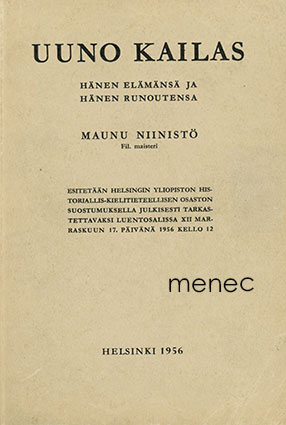 UUNO KAILAS
HÄNEN ELÄMÄNSÄ JA
HÄNEN RUNOUTENSA
MAUNU NIINISTÖ
Fil. maisteri
ESITETÄÄN HELSINGIN YLIOPISTON HIS-
TORIALLIS-KIELITIETEELLISEN OSASTON
SUOSTUMUKSELLA JULKISESTI TARKAS-
TETTAVAKSI LUENTOSALISSA XII MAR-
RASKUUN 17. PÄIVÄNÄ 1956 KELLO 12
menec
HELSINKI 1956